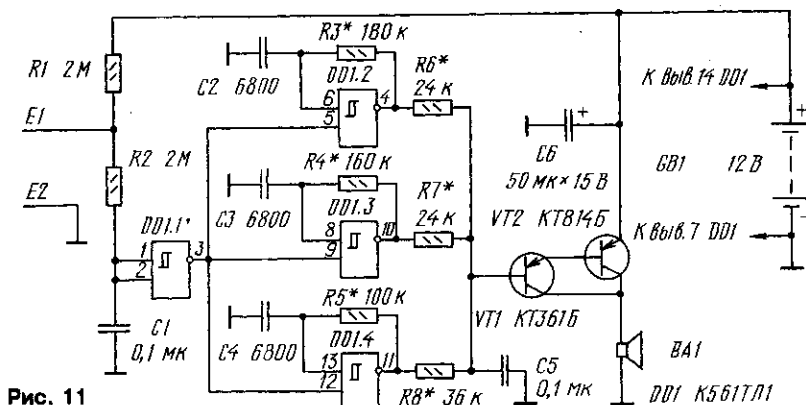 R1 2М
E1
R2 2М
E2
DD1.1'
1
2
3
C1
0,1 мк
Рис. 11
R3* 180 к
C2 6800
DD1.2
6
5
4
R6*
24 к
R4* 160 к
C3 6800
DD1.3
8
9
10
R7*
24 к
R5* 100 к
C4 6800
DD1.4
13
12
11
R8* 36 к
+
C6
50 мк × 15 В
VT2 КТ814Б
VT1 КТ361Б
C5
0,1 мк
К выв. 14 DD1
+
GB1 12 В
-
К выв. 7 DD1
BA1
DD1 К561ТЛ1